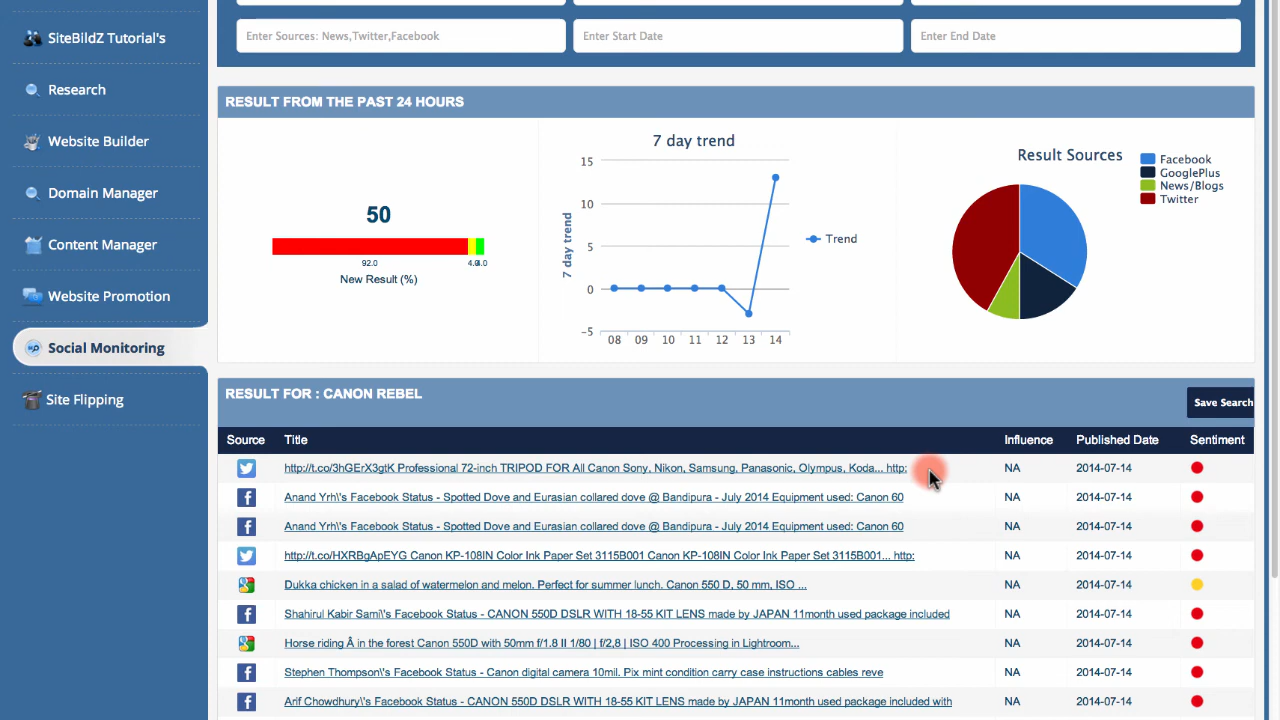 SiteBildZ Tutorial's
Research
Website Builder
Domain Manager
Content Manager
Website Promotion
Social Monitoring
Site Flipping
Enter Sources: News,Twitter,Facebook Enter Start Date Enter End Date
RESULT FROM THE PAST 24 HOURS
50
92.0
New Result (%)
7 day trend
15
10
5
0
−5
7 day trend
08 09 10 11 12 13 14
Trend
Result Sources
Facebook
GooglePlus
News/Blogs
Twitter
RESULT FOR : CANON REBEL
Save Search
Source Title Influence Published Date Sentiment
http://t.co/3hGErX3gtK Professional 72-inch TRIPOD FOR All Canon Sony, Nikon, Samsung, Panasonic, Olympus, Koda... http: NA 2014-07-14
Anand Yrh\'s Facebook Status - Spotted Dove and Eurasian collared dove @ Bandipura - July 2014 Equipment used: Canon 60 NA 2014-07-14
Anand Yrh\'s Facebook Status - Spotted Dove and Eurasian collared dove @ Bandipura - July 2014 Equipment used: Canon 60 NA 2014-07-14
http://t.co/HXRBgApEYG Canon KP-108IN Color Ink Paper Set 3115B001 Canon KP-108IN Color Ink Paper Set 3115B001... http: NA 2014-07-14
Dukka chicken in a salad of watermelon and melon. Perfect for summer lunch. Canon 550 D, 50 mm, ISO ... NA 2014-07-14
Shahirul Kabir Sami\'s Facebook Status - CANON 550D DSLR WITH 18-55 KIT LENS made by JAPAN 11month used package included NA 2014-07-14
Horse riding Â in the forest Canon 550D with 50mm f/1.8 II 1/80 | f/2,8 | ISO 400 Processing in Lightroom... NA 2014-07-14
Stephen Thompson\'s Facebook Status - Canon digital camera 10mil. Pix mint condition carry case instructions cables reve NA 2014-07-14
Arif Chowdhury\'s Facebook Status - CANON 550D DSLR WITH 18-55 KIT LENS made by JAPAN 11month used package included with NA 2014-07-14